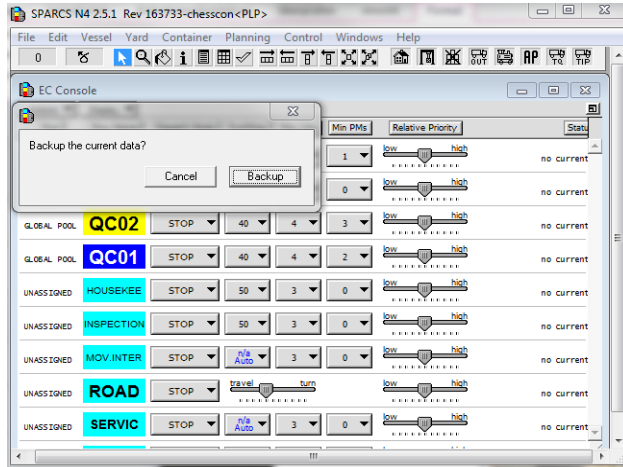 SPARCS N4 2.5.1 Rev 163733-chesscon<PLP>
File Edit Vessel Yard Container Planning Control Windows Help
0 OUT AP TQ TIP
EC Console
Min PMs Relative Priority Statu
Backup the current data?
Cancel Backup
1 low high no current
0 low high no current
GLOBAL POOL QC02 STOP 40 4 3 low high no current
GLOBAL POOL QC01 STOP 40 4 2 low high no current
UNASSIGNED HOUSEKEE STOP 50 3 0 low high no current
UNASSIGNED INSPECTION STOP 50 3 0 low high no current
UNASSIGNED MOV.INTER STOP n/a Auto 3 0 low high no current
UNASSIGNED ROAD STOP travel turn low high no current
UNASSIGNED SERVIC STOP n/a Auto 3 0 low high no current